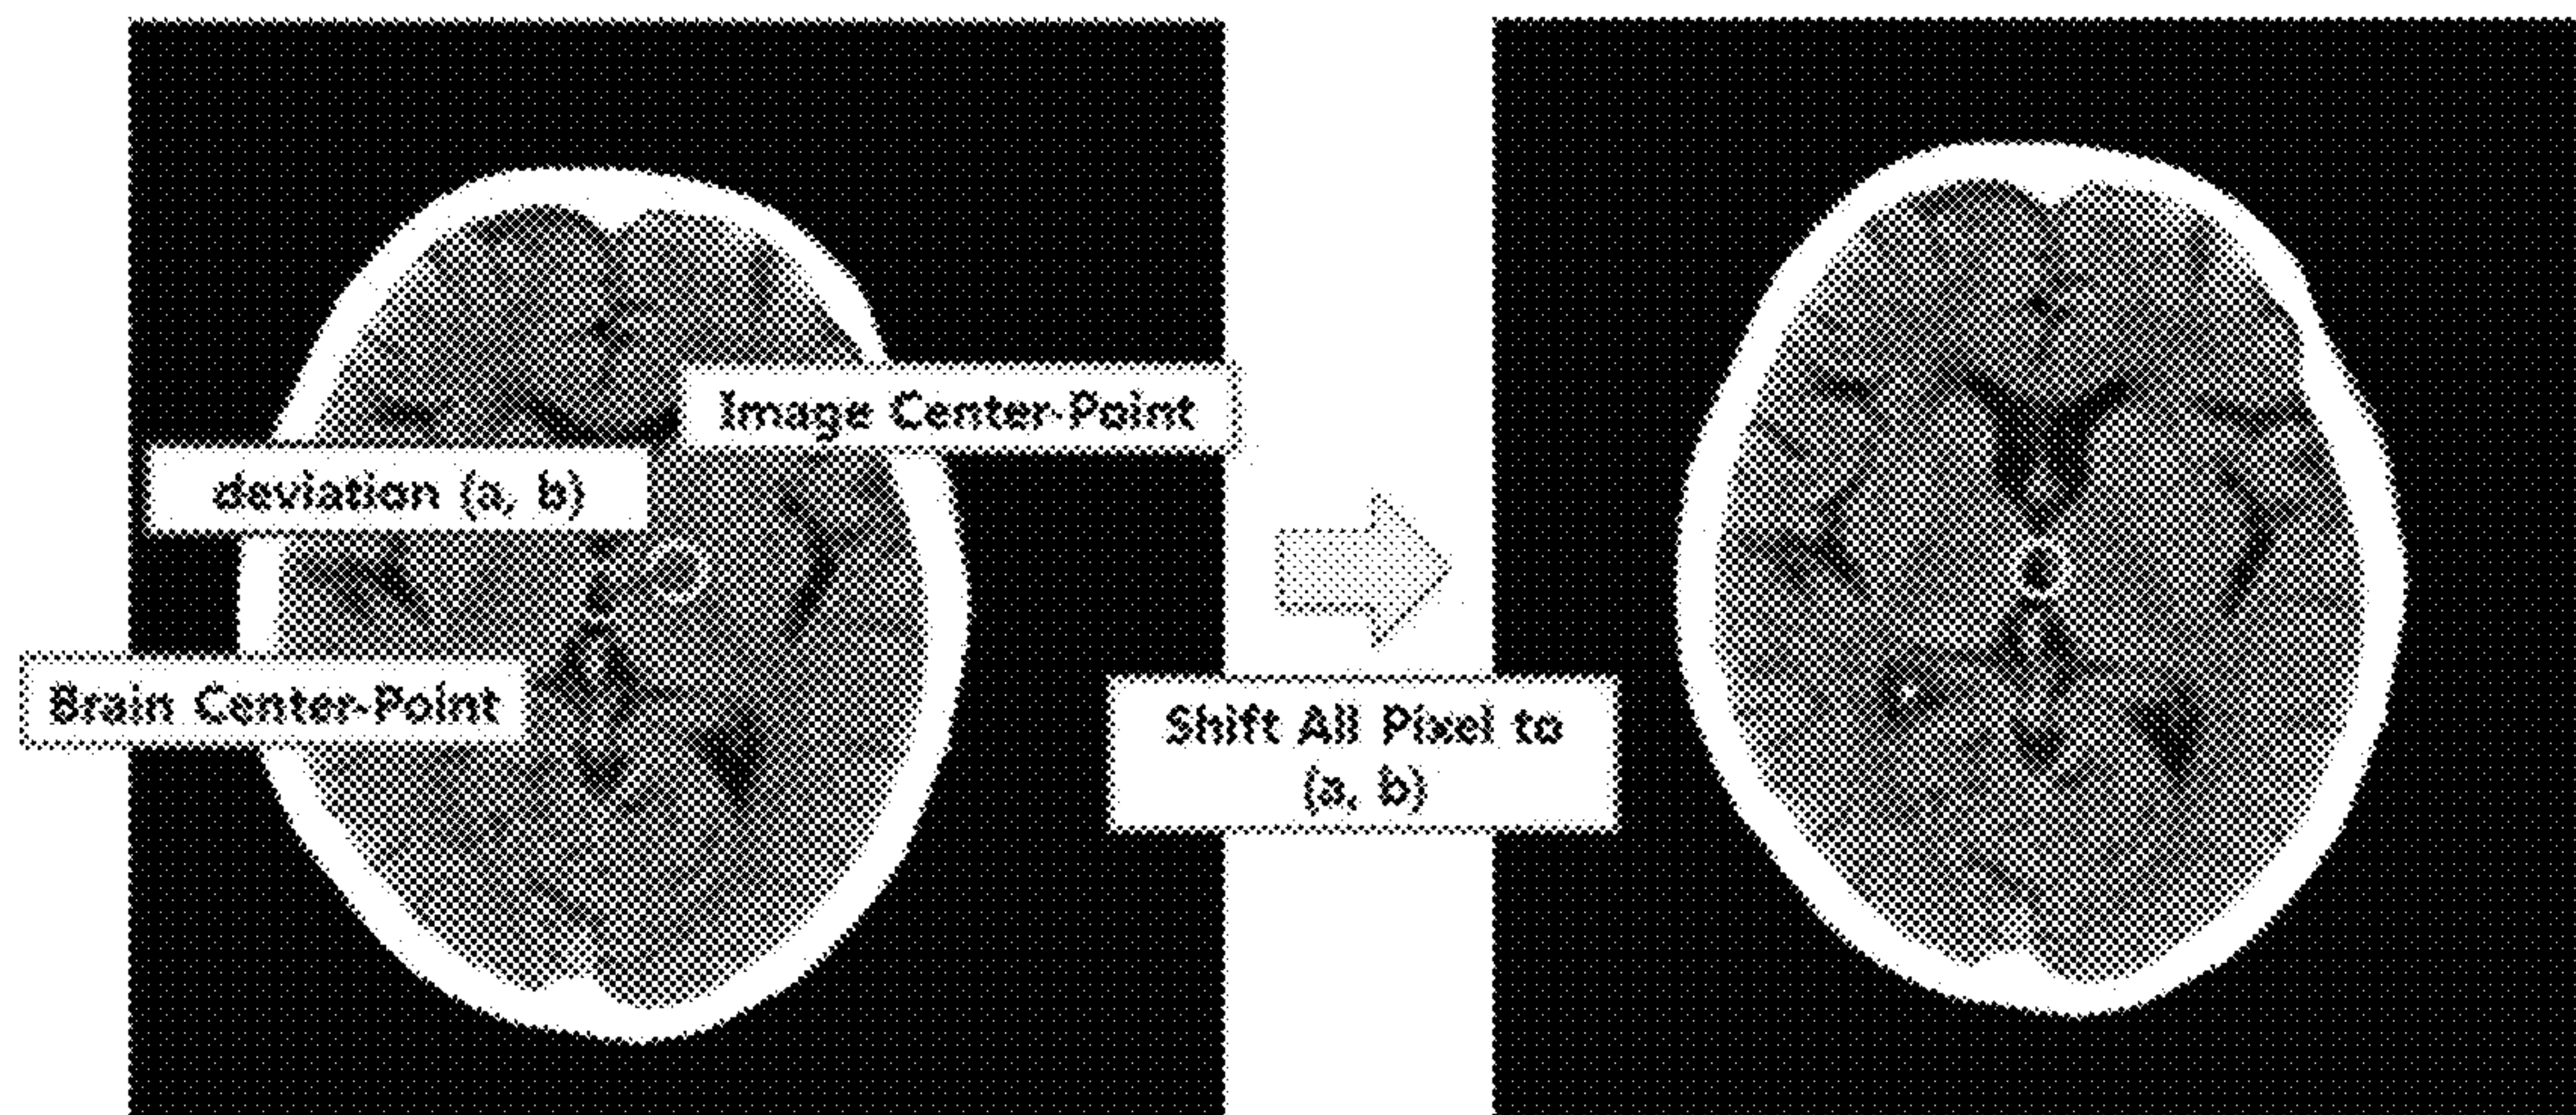 Image Center-Point
deviation (a, b)
Brain Center-Point
Shift All Pixel to
(a, b)